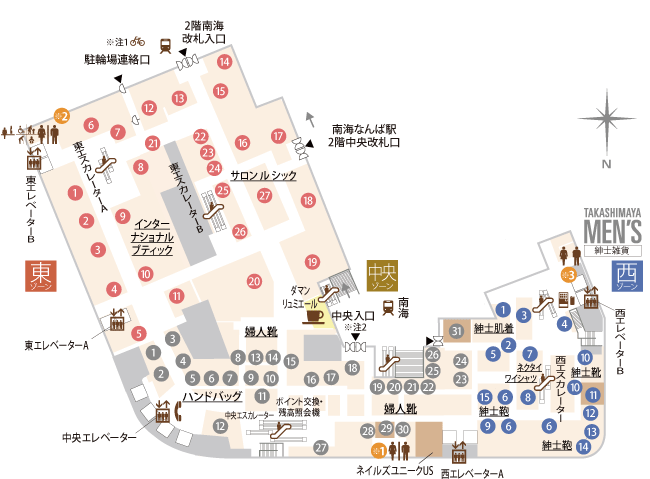 2階南海
改札入口
※注1
駐輪場連絡口
14
13
12
15
※2
6
7
南海なんば駅
2階中央改札口
N
21
22
16
17
23
東エスカレーターA
東エスカレーターB
8
24
サロン ル シック
東エレベーターB
1
25
27
18
9
2
インター
ナショナル
ブティック
26
3
TAKASHIMAYA
MEN'S
紳士雑貨
東
ゾーン
10
19
中央
ゾーン
※3
西
ゾーン
4
11
20
ダマン
リュミエール
南海
中央入口
※注2
1
3
4
西エレベーターB
東エレベーターA
5
婦人靴
31
紳士肌着
3
1
4
8
13
14
15
5
2
7
10
2
18
26
25
24
23
ネクタイ
ワイシャツ
紳士靴
5
6
7
9
10
16
17
西エスカレーター
10
19
20
21
22
ハンドバッグ
11
ポイント交換・
残高照会機
婦人靴
15
6
8
11
12
中央エスカレーター
紳士鞄
12
9
6
6
13
中央エレベーター
28
29
30
27
※1
紳士鞄
14
ネイルズユニークUS
西エレベーターA